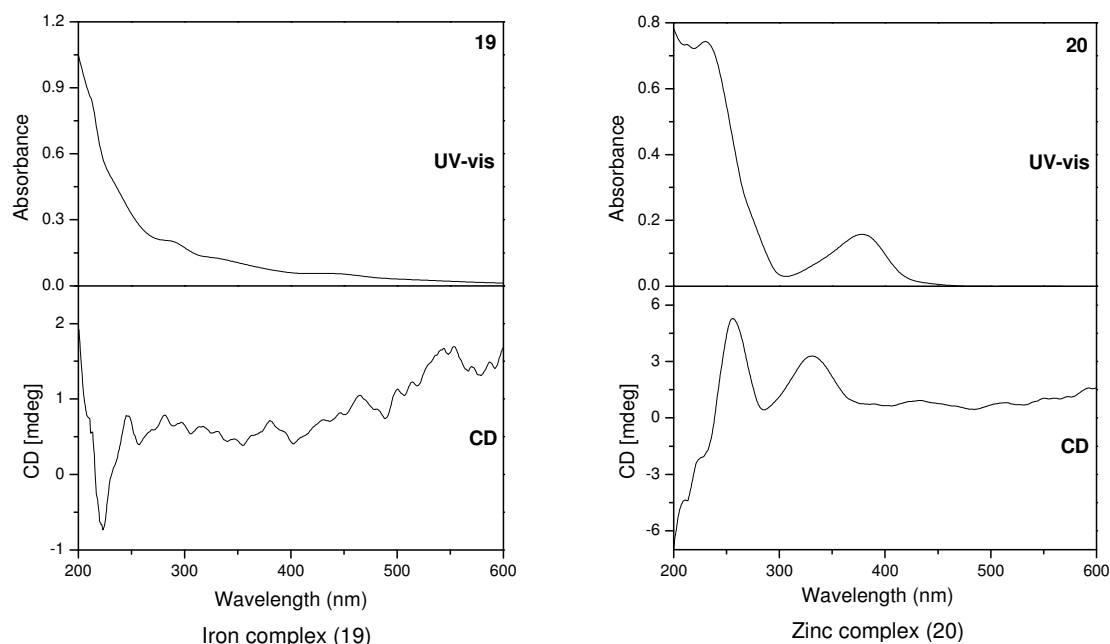 19
UV-vis
Absorbance
1.2
0.9
0.6
0.3
0.0
CD
CD [mdeg]
2
1
0
-1
200 300 400 500 600
Wavelength (nm)
Iron complex (19)
20
UV-vis
Absorbance
0.8
0.6
0.4
0.2
0.0
CD
CD [mdeg]
6
3
0
-3
-6
200 300 400 500 600
Wavelength (nm)
Zinc complex (20)